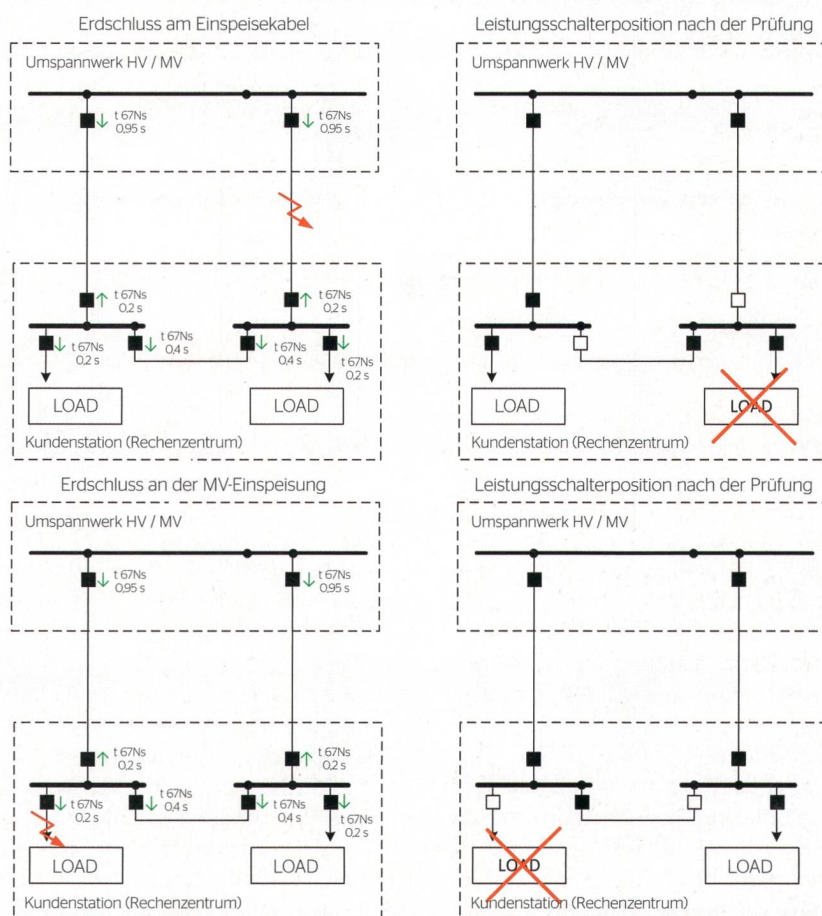 Erdschluss am Einspeisekabel
Umspannwerk HV / MV
t 67Ns
0,95 s
t 67Ns
0,95 s
t 67Ns
0,2 s
t 67Ns
0,2 s
t 67Ns
0,2 s
t 67Ns
0,4 s
t 67Ns
0,4 s
t 67Ns
0,2 s
LOAD
LOAD
Kundenstation (Rechenzentrum)
Leistungsschalterposition nach der Prüfung
Umspannwerk HV / MV
LOAD
LOAD
Kundenstation (Rechenzentrum)
Erdschluss an der MV-Einspeisung
Umspannwerk HV / MV
t 67Ns
0,95 s
t 67Ns
0,95 s
t 67Ns
0,2 s
t 67Ns
0,2 s
t 67Ns
0,2 s
t 67Ns
0,4 s
t 67Ns
0,4 s
t 67Ns
0,2 s
LOAD
LOAD
Kundenstation (Rechenzentrum)
Leistungsschalterposition nach der Prüfung
Umspannwerk HV / MV
LOAD
LOAD
Kundenstation (Rechenzentrum)